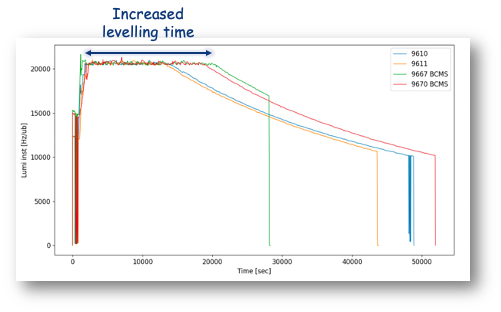 Increased
levelling time
9610
9611
9667 BCMS
9670 BCMS
20000
15000
10000
5000
0
Lumi inst [Hz/ub]
0 10000 20000 30000 40000 50000
Time [sec]